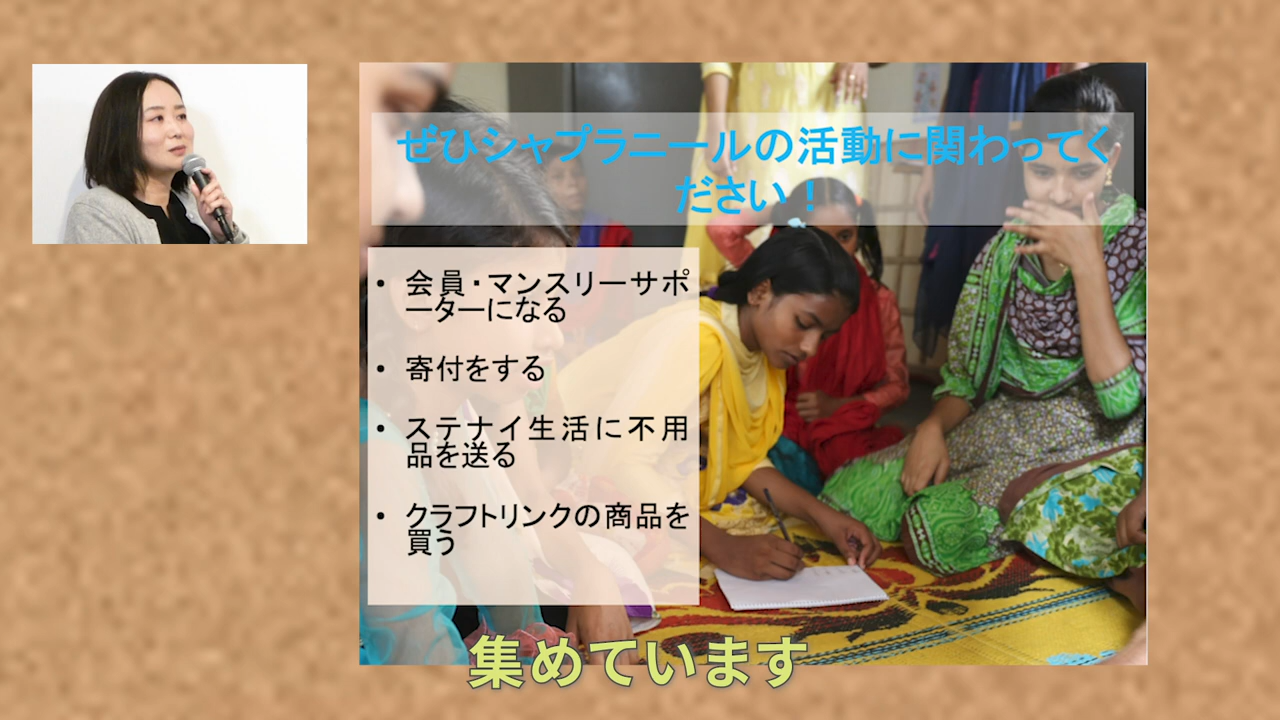 ぜひシャプラニールの活動に関わってく
ださい！
• 会員・マンスリーサポ
ーターになる
• 寄付をする
• ステナイ生活に不用
品を送る
• クラフトリンクの商品を
買う
集めています